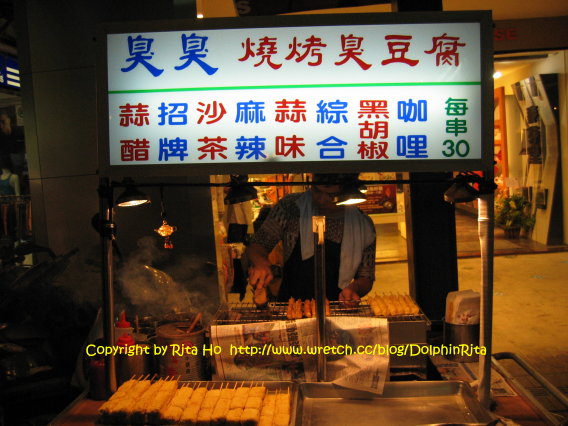 臭臭 燒烤臭豆腐
蒜招沙麻蒜綜黑胡椒咖 每串30
醋牌茶辣味合哩
Copyright by Rita Ho http://www.wretch.cc/blog/DolphinRita